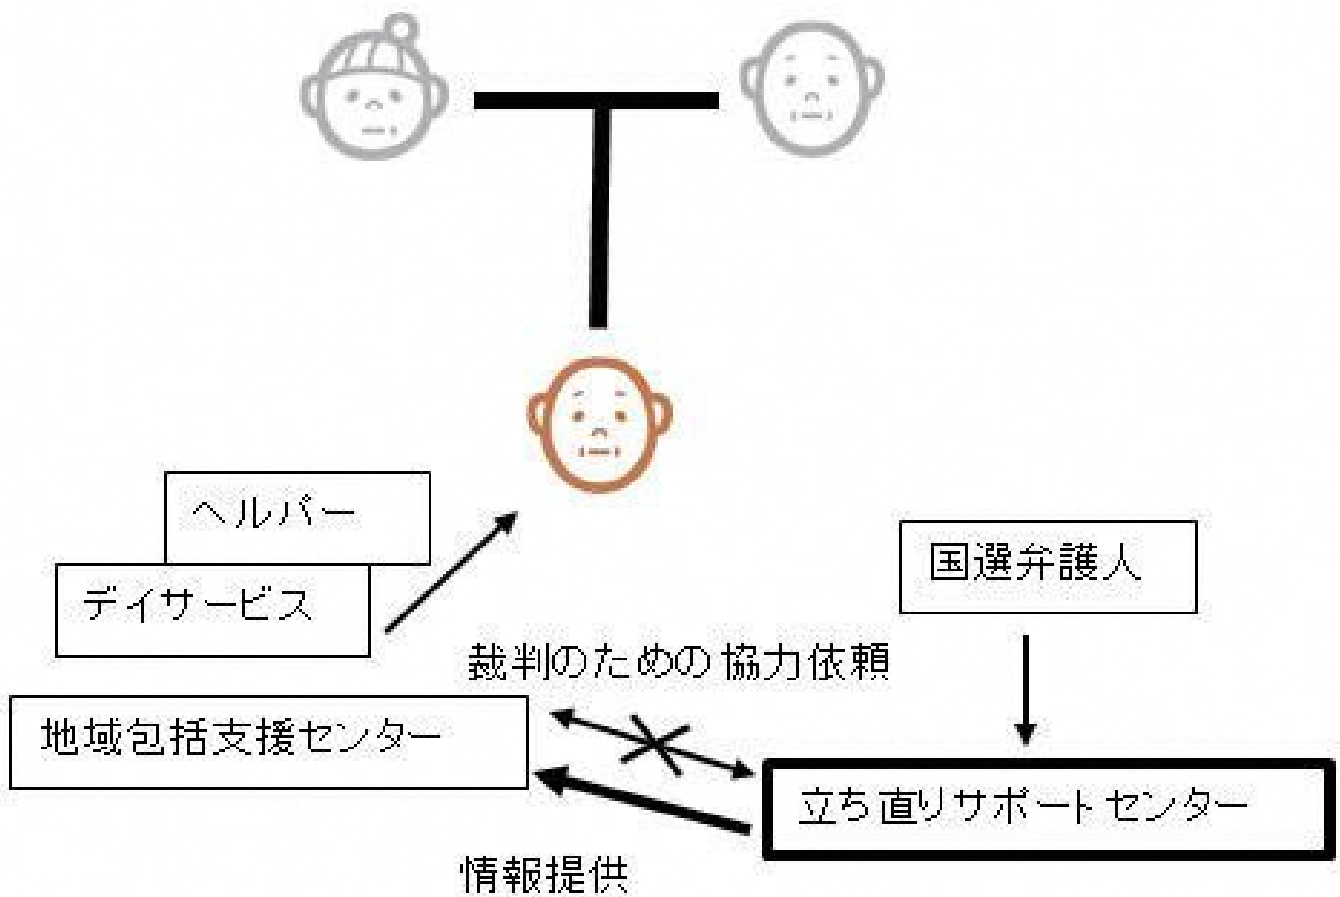 ヘルパー
デイサービス
国選弁護人
裁判のための協力依頼
地域包括支援センター
立ち直りサポートセンター
情報提供